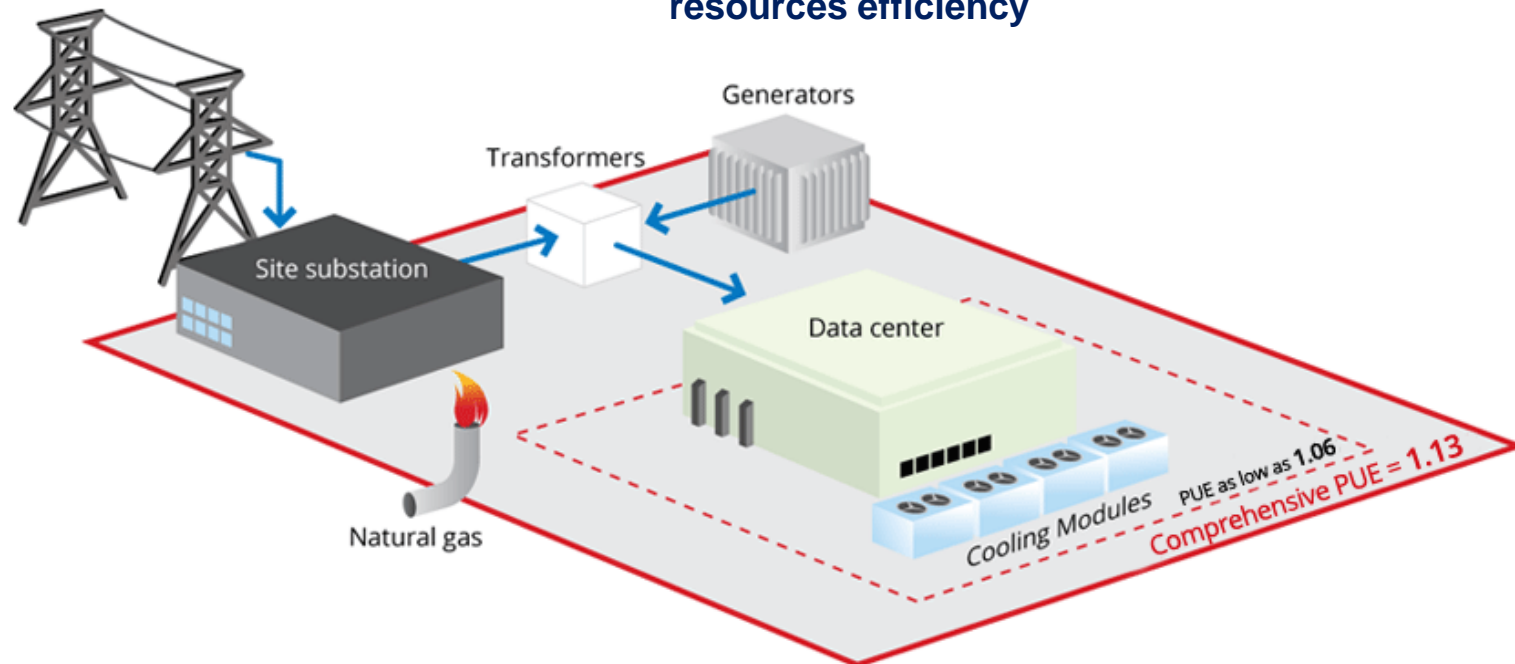 resources efficiency
Generators
Transformers
Site substation
Data center
Natural gas
Cooling Modules
PUE as low as 1.06
Comprehensive PUE = 1.13